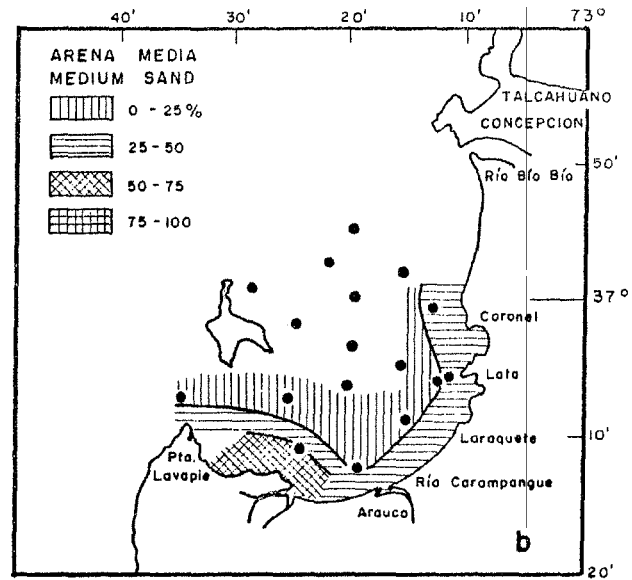 40' 30' 20' 10' 73°
ARENA MEDIA
MEDIUM SAND
0 - 25%
25 - 50
50 - 75
75 - 100
TALCAHUANO
CONCEPCION
50'
Río Bío Bío
37°
Coronel
Lota
Laraquete
10'
Pta.
Lavapie
Río Carampangue
Arauco
b
20'